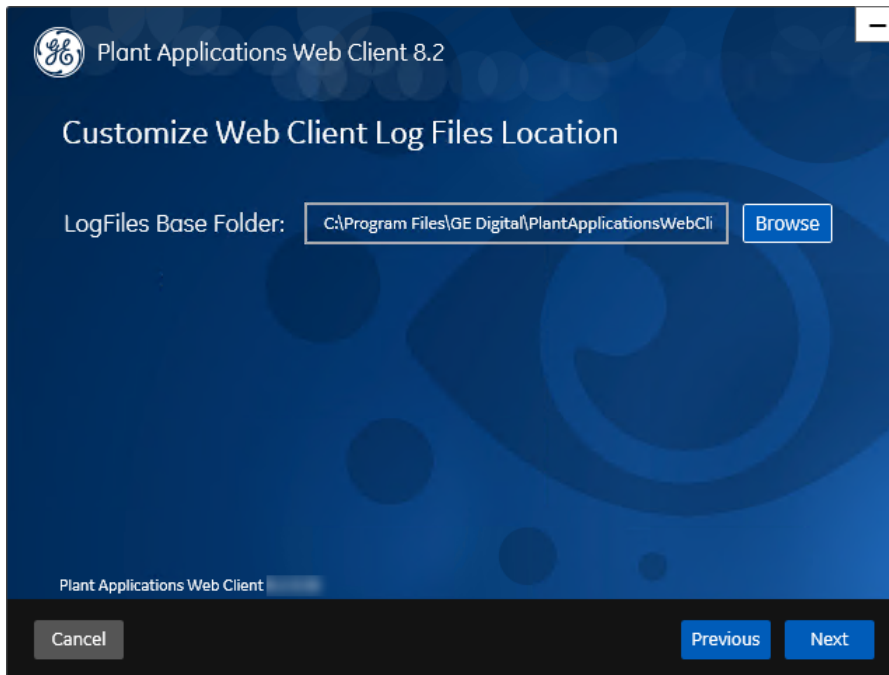 Plant Applications Web Client 8.2
Customize Web Client Log Files Location
LogFiles Base Folder: C:\Program Files\GE Digital\PlantApplicationsWebCli Browse
Plant Applications Web Client
Cancel Previous Next